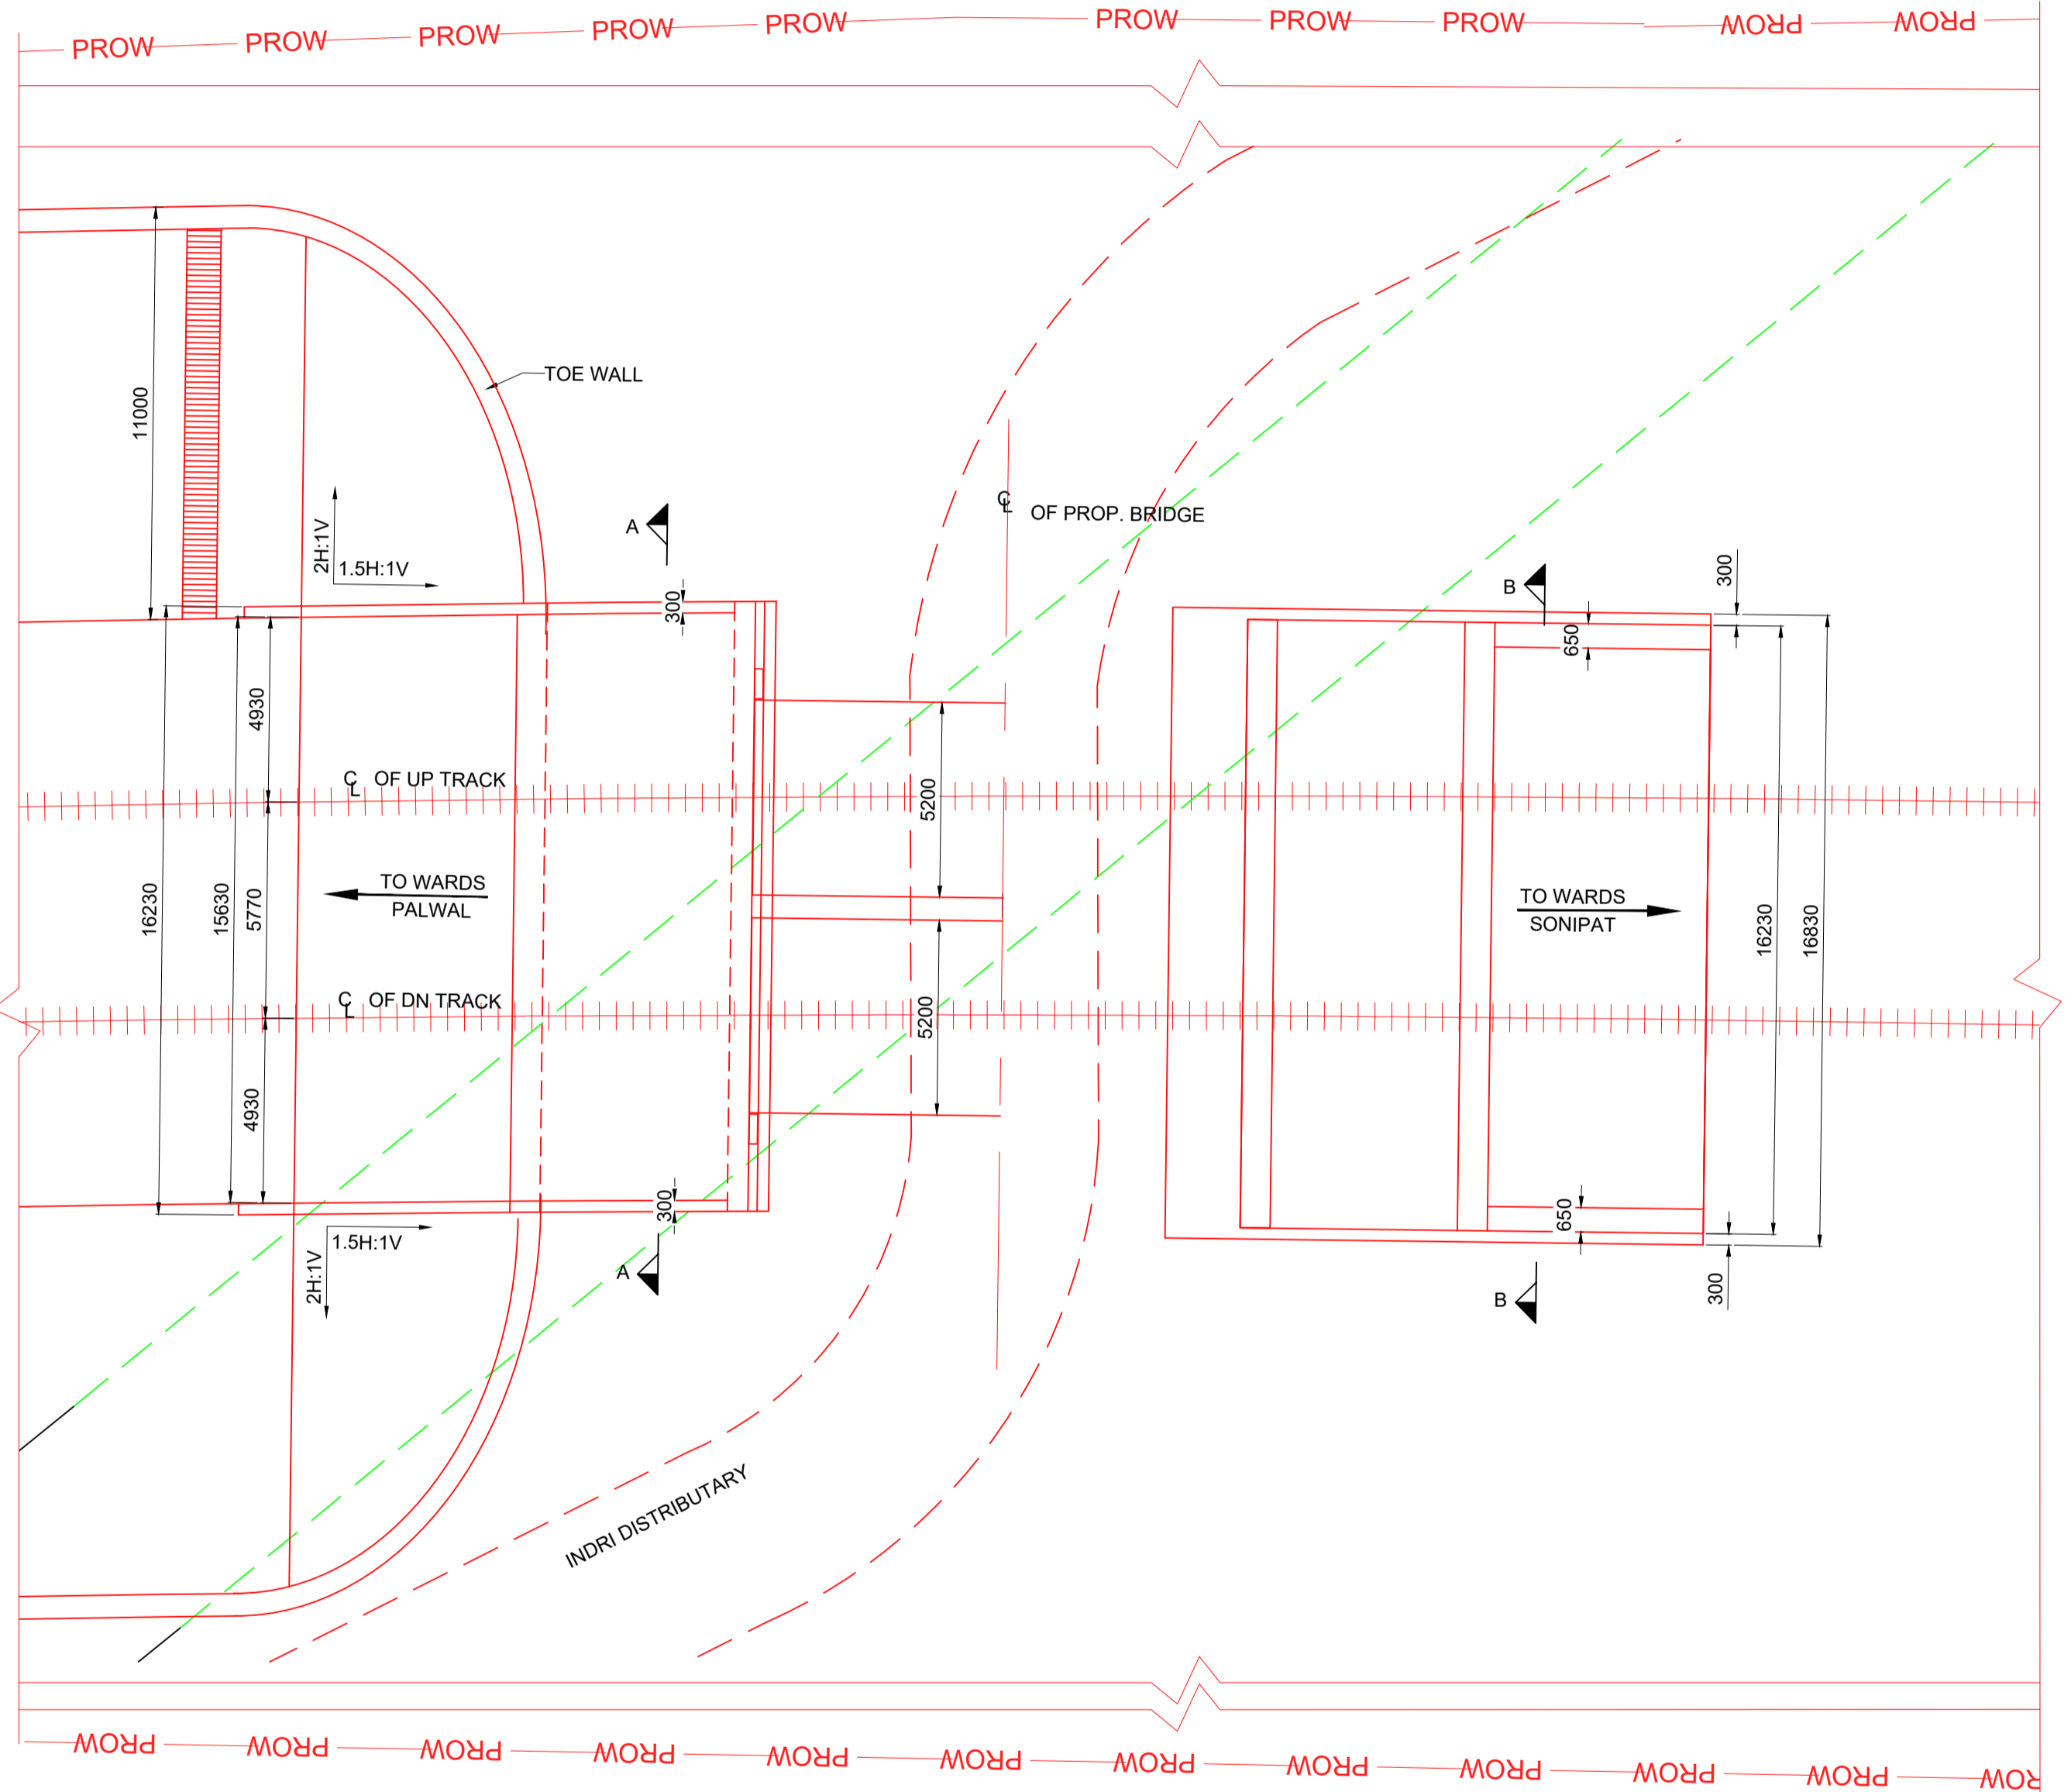 PROW PROW PROW PROW PROW PROW PROW PROW PROW PROW
TOE WALL
11000
2H:1V
1.5H:1V
A
300
℄ OF PROP. BRIDGE
B
300
650
4930
℄ OF UP TRACK
5200
16230
15630
5770
TO WARDS
PALWAL
TO WARDS
SONIPAT
16230
16830
℄ OF DN TRACK
5200
4930
300
650
1.5H:1V
2H:1V
A
B
300
INDRI DISTRIBUTARY
PROW PROW PROW PROW PROW PROW PROW PROW PROW PROW PROW PROW